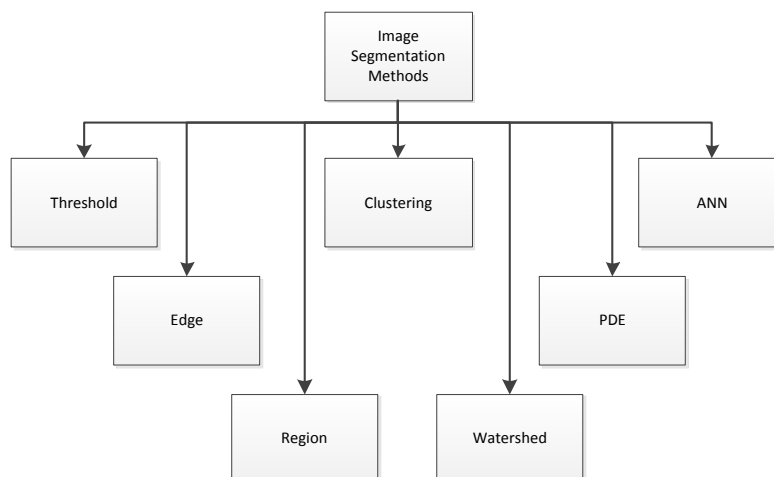 Image
Segmentation
Methods
Threshold
Clustering
ANN
Edge
PDE
Region
Watershed